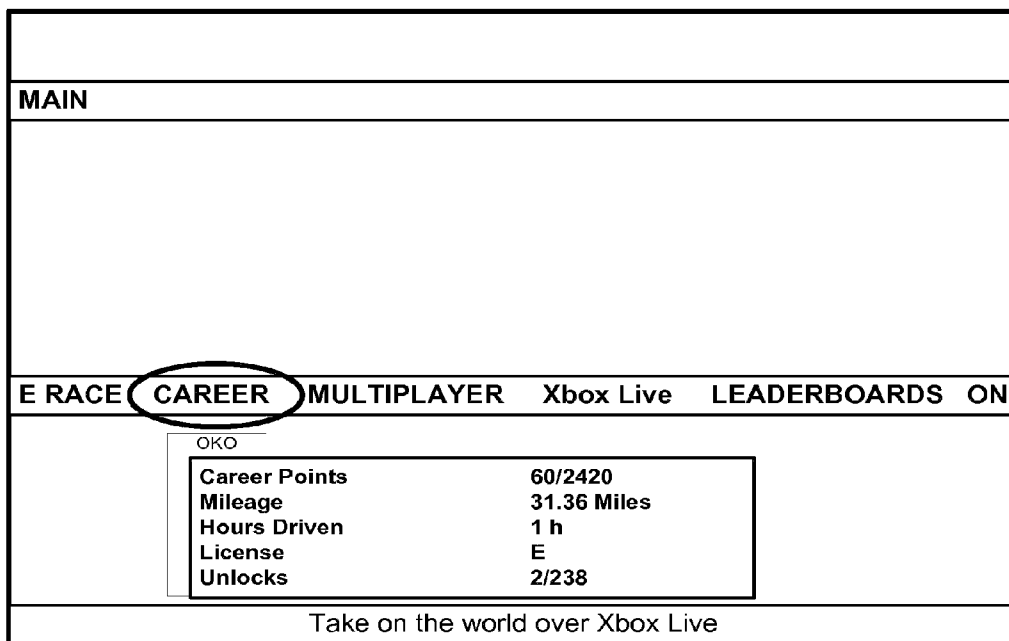 MAIN
E RACE CAREER MULTIPLAYER Xbox Live LEADERBOARDS ON
OKO
Career Points 60/2420
Mileage 31.36 Miles
Hours Driven 1 h
License E
Unlocks 2/238
Take on the world over Xbox Live